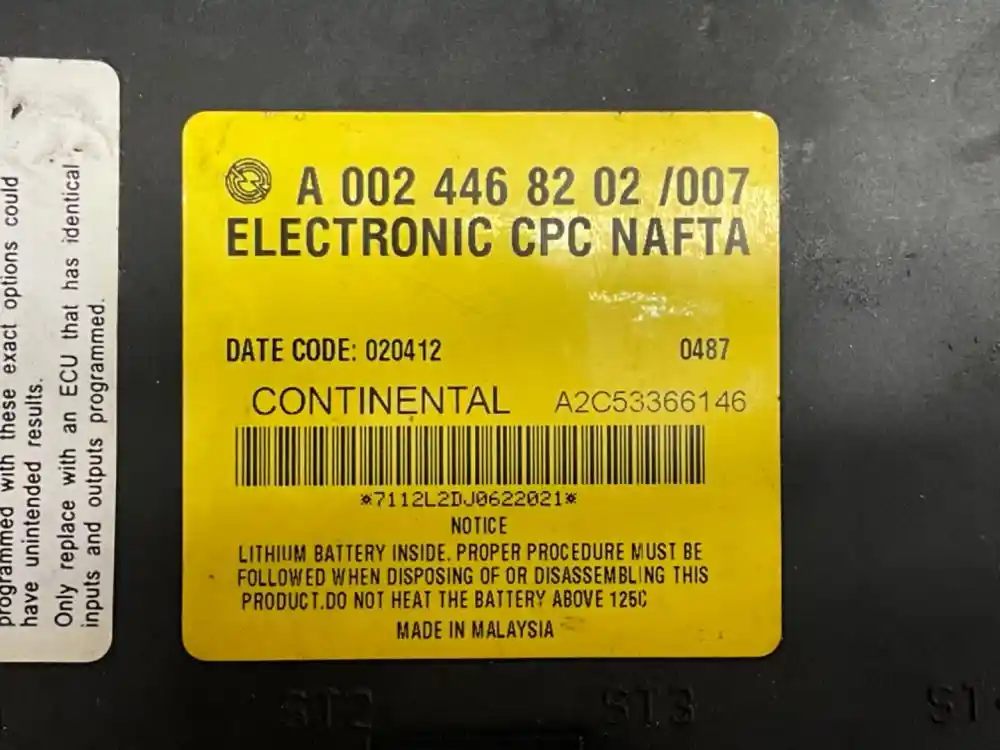 programmed with these exact options could
have unintended results.
Only replace with an ECU that has identical
inputs and outputs programmed.
A 002 446 82 02 /007
ELECTRONIC CPC NAFTA
DATE CODE: 020412 0487
CONTINENTAL A2C53366146
*7112L2DJ0622021*
NOTICE
LITHIUM BATTERY INSIDE. PROPER PROCEDURE MUST BE
FOLLOWED WHEN DISPOSING OF OR DISASSEMBLING THIS
PRODUCT.DO NOT HEAT THE BATTERY ABOVE 125C
MADE IN MALAYSIA
ST2 ST3